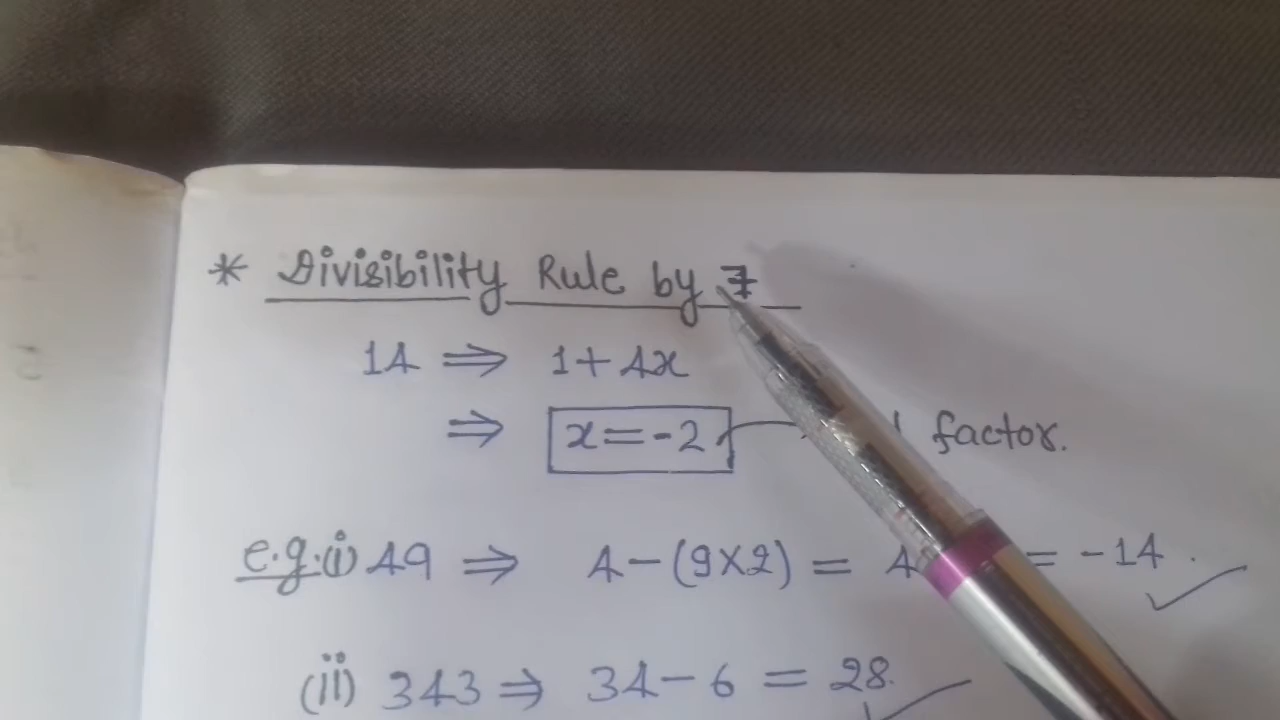 * Divisibility Rule by 7
14 ⇒ 1+4x
⇒ x=-2 → factor.
e.g.(i) 49 ⇒ 4-(9×2) = 4 = -14.
(ii) 343 ⇒ 34-6 = 28.